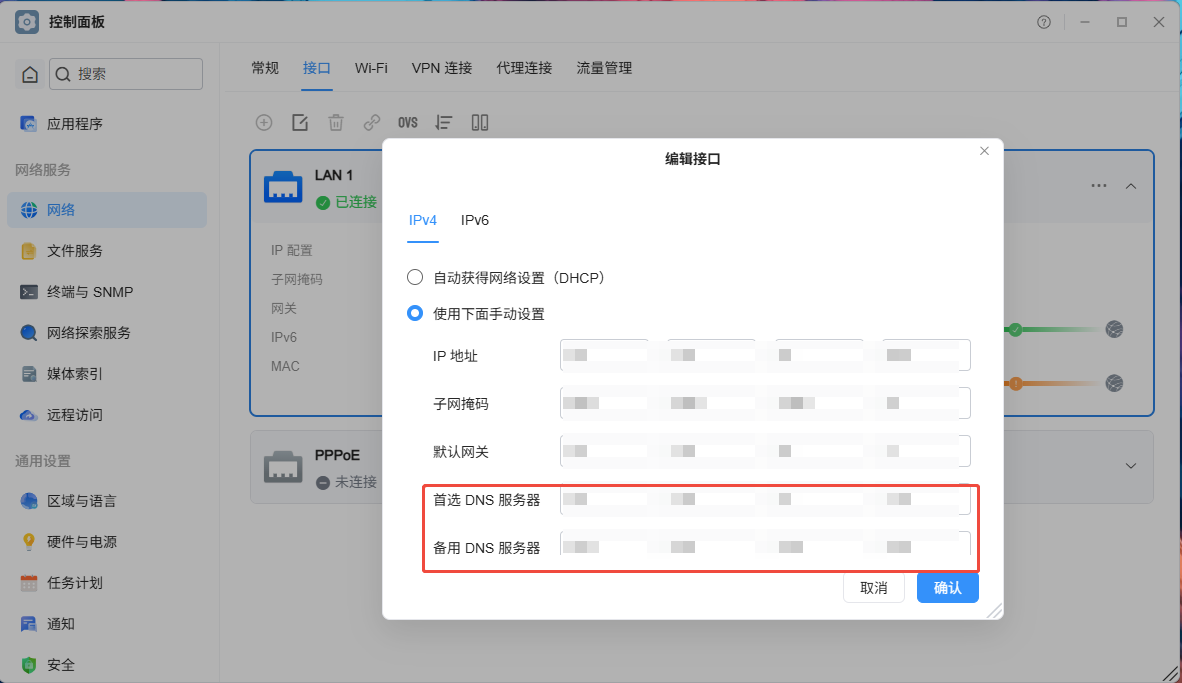 控制面板
搜索
常规 接口 Wi-Fi VPN 连接 代理连接 流量管理
应用程序
OVS
网络服务
网络
文件服务
终端与 SNMP
网络探索服务
媒体索引
远程访问
通用设置
区域与语言
硬件与电源
任务计划
通知
安全
LAN 1
已连接
IP 配置
子网掩码
网关
IPv6
MAC
PPPoE
未连接
编辑接口
IPv4 IPv6
自动获得网络设置（DHCP）
使用下面手动设置
IP 地址
子网掩码
默认网关
首选 DNS 服务器
备用 DNS 服务器
取消 确认